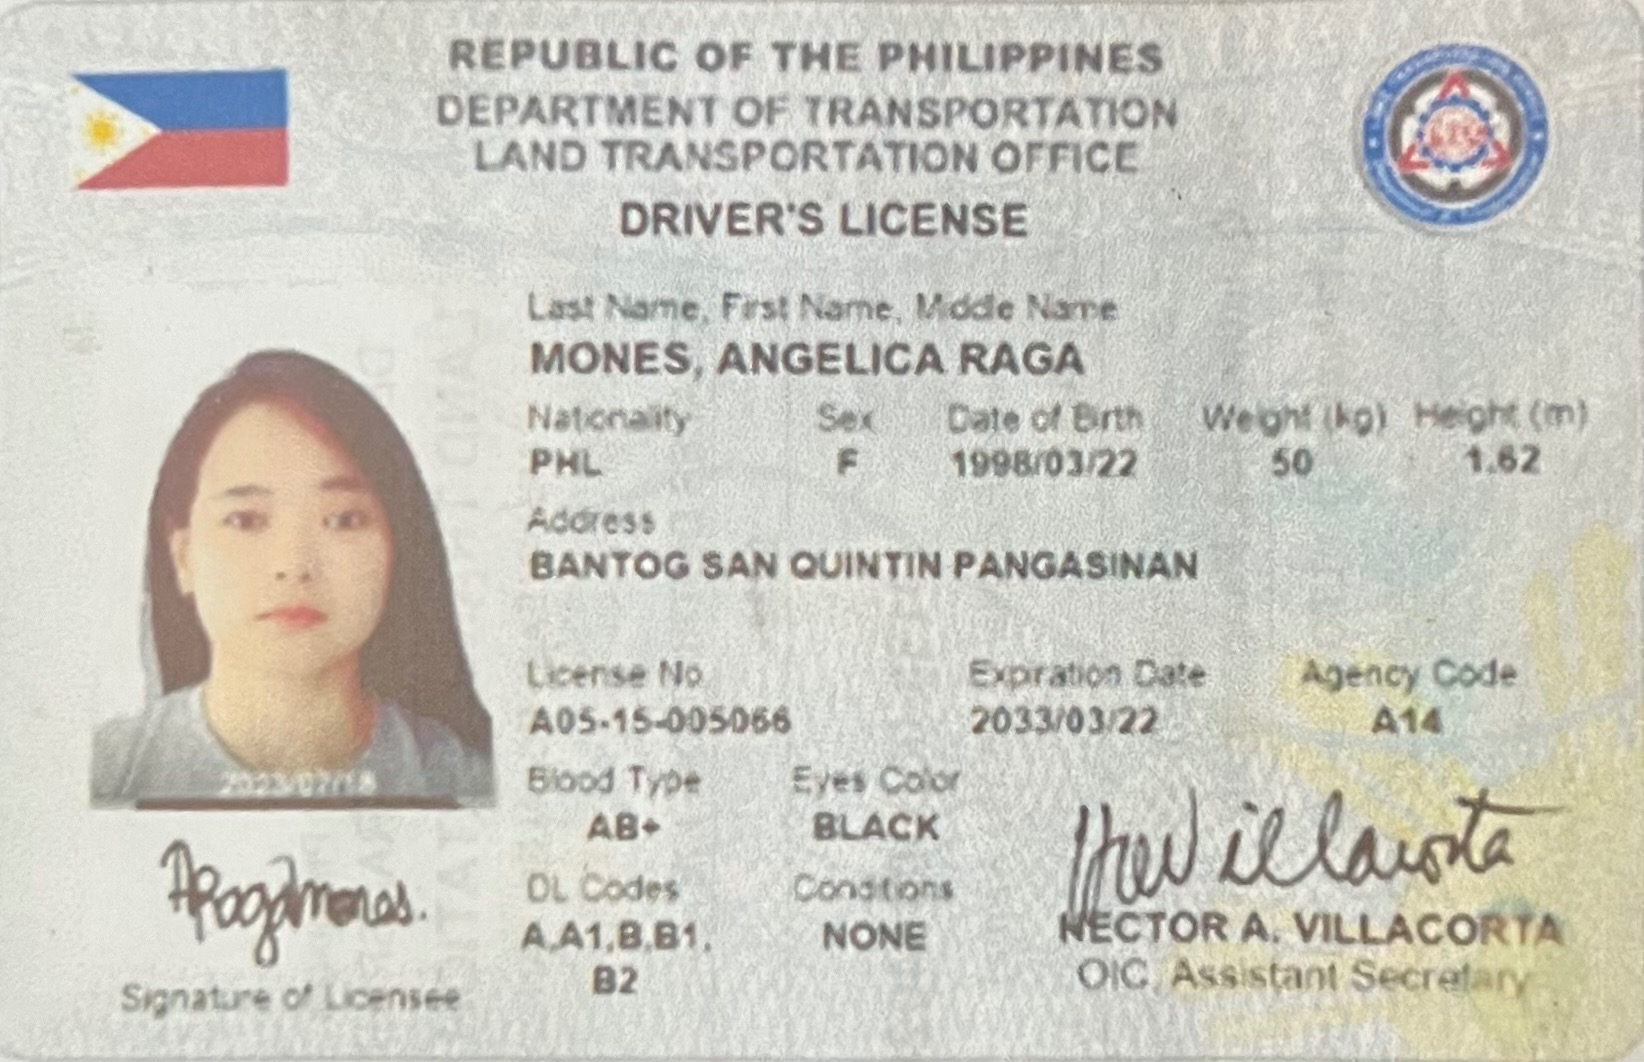 REPUBLIC OF THE PHILIPPINES
DEPARTMENT OF TRANSPORTATION
LAND TRANSPORTATION OFFICE
DRIVER'S LICENSE
Last Name, First Name, Middle Name
MONES, ANGELICA RAGA
Nationality Sex Date of Birth Weight (kg) Height (m)
PHL F 1998/03/22 50 1.62
Address
BANTOG SAN QUINTIN PANGASINAN
License No. Expiration Date Agency Code
A05-15-005066 2033/03/22 A14
2023/07/18
Blood Type Eyes Color
AB+ BLACK
DL Codes Conditions
A,A1,B,B1, NONE
B2
HECTOR A. VILLACORTA
OIC, Assistant Secretary
Signature of Licensee